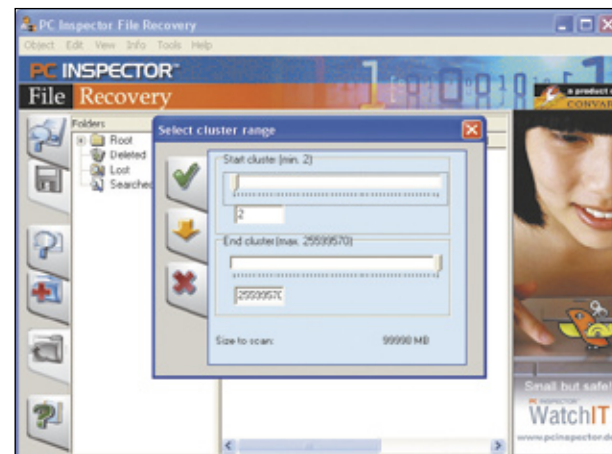 PC Inspector File Recovery
Object Edit View Info Tools Help
PC INSPECTOR™
File Recovery
a product
CONVAR
Folders
Root
Deleted
Lost
Searched
Select cluster range
Start cluster (min. 2)
2
End cluster (max. 25599570)
25599570
Size to scan: 99998 MB
Small but safe!
PC INSPECTOR
WatchIT
www.pcinspector.de